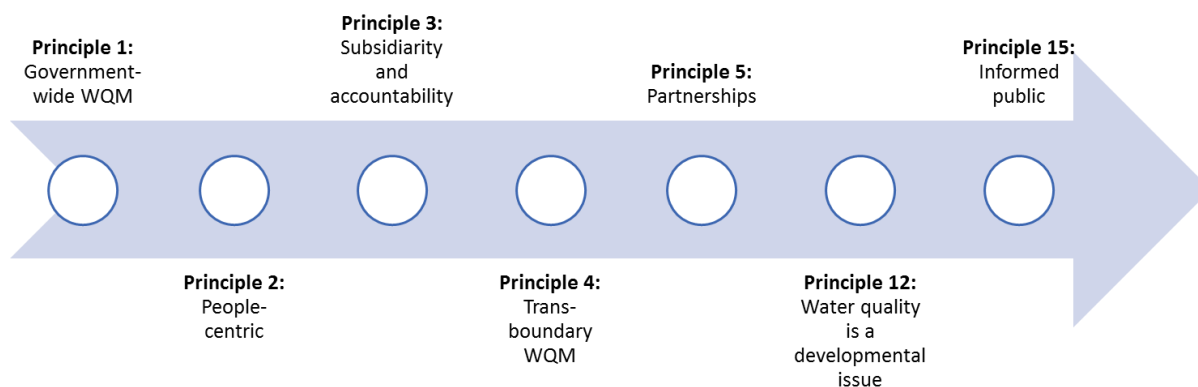 Principle 1:
Government-
wide WQM
Principle 2:
People-
centric
Principle 3:
Subsidiarity
and
accountability
Principle 4:
Trans-
boundary
WQM
Principle 5:
Partnerships
Principle 12:
Water quality
is a
developmental
issue
Principle 15:
Informed
public